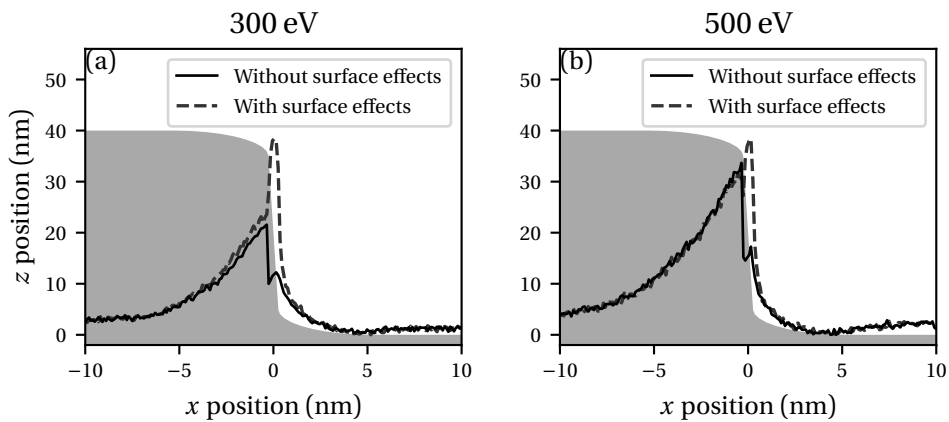 300 eV
500 eV
(a)
Without surface effects
With surface effects
(b)
Without surface effects
With surface effects
z position (nm)
50
40
30
20
10
0
50
40
30
20
10
0
−10
−5
0
5
10
−10
−5
0
5
10
x position (nm)
x position (nm)